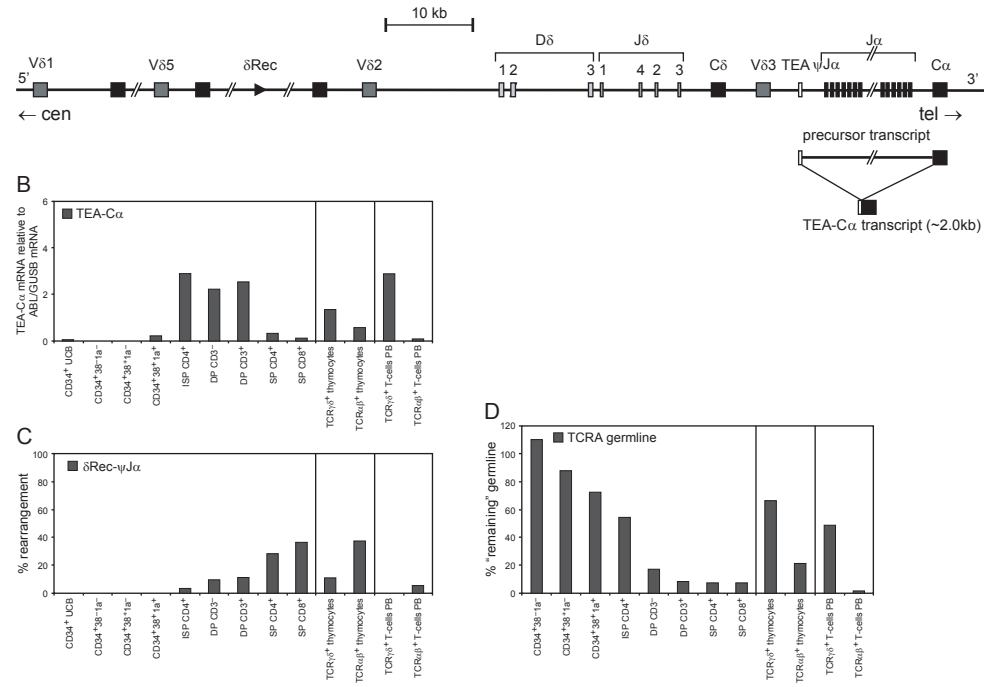 10 kb
Dδ
Jδ
Jα
Vδ1
Vδ5
δRec
Vδ2
1 2 3 1 4 2 3
Cδ
Vδ3
TEA
ψJα
Cα
5'
3'
← cen
tel →
precursor transcript
TEA-Cα transcript (~2.0kb)
B
TEA-Cα mRNA relative to
ABL/GUSB mRNA
6
4
2
0
TEA-Cα
CD34⁺ UCB
CD34⁺38⁻1a⁻
CD34⁺38⁺1a⁻
CD34⁺38⁺1a⁺
ISP CD4⁺
DP CD3⁻
DP CD3⁺
SP CD4⁺
SP CD8⁺
TCRγδ⁺ thymocytes
TCRαβ⁺ thymocytes
TCRγδ⁺ T-cells PB
TCRαβ⁺ T-cells PB
C
% rearrangement
100
80
60
40
20
0
δRec-ψJα
CD34⁺ UCB
CD34⁺38⁻1a⁻
CD34⁺38⁺1a⁻
CD34⁺38⁺1a⁺
ISP CD4⁺
DP CD3⁻
DP CD3⁺
SP CD4⁺
SP CD8⁺
TCRγδ⁺ thymocytes
TCRαβ⁺ thymocytes
TCRγδ⁺ T-cells PB
TCRαβ⁺ T-cells PB
D
% "remaining" germline
120
100
80
60
40
20
0
TCRA germline
CD34⁺38⁻1a⁻
CD34⁺38⁺1a⁻
CD34⁺38⁺1a⁺
ISP CD4⁺
DP CD3⁻
DP CD3⁺
SP CD4⁺
SP CD8⁺
TCRγδ⁺ thymocytes
TCRαβ⁺ thymocytes
TCRγδ⁺ T-cells PB
TCRαβ⁺ T-cells PB